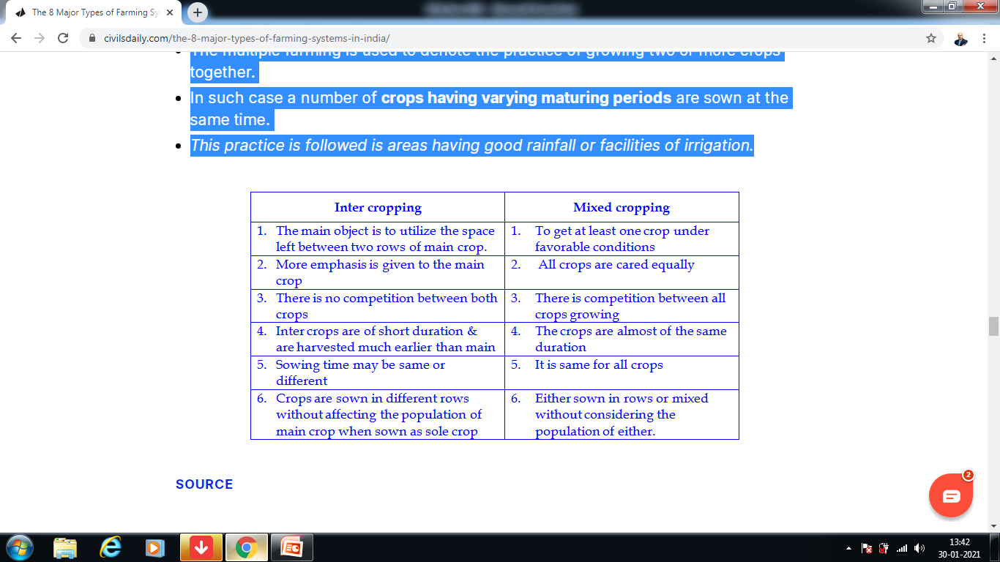 The 8 Major Types of Farming Sy
civilsdaily.com/the-8-major-types-of-farming-systems-in-india/
The multiple farming is used to denote the practice of growing two or more crops
together.
In such case a number of crops having varying maturing periods are sown at the
same time.
This practice is followed is areas having good rainfall or facilities of irrigation.
Inter cropping
Mixed cropping
1. The main object is to utilize the space
left between two rows of main crop.
1. To get at least one crop under
favorable conditions
2. More emphasis is given to the main
crop
2. All crops are cared equally
3. There is no competition between both
crops
3. There is competition between all
crops growing
4. Inter crops are of short duration &
are harvested much earlier than main
4. The crops are almost of the same
duration
5. Sowing time may be same or
different
5. It is same for all crops
6. Crops are sown in different rows
without affecting the population of
main crop when sown as sole crop
6. Either sown in rows or mixed
without considering the
population of either.
SOURCE
2
13:42
30-01-2021